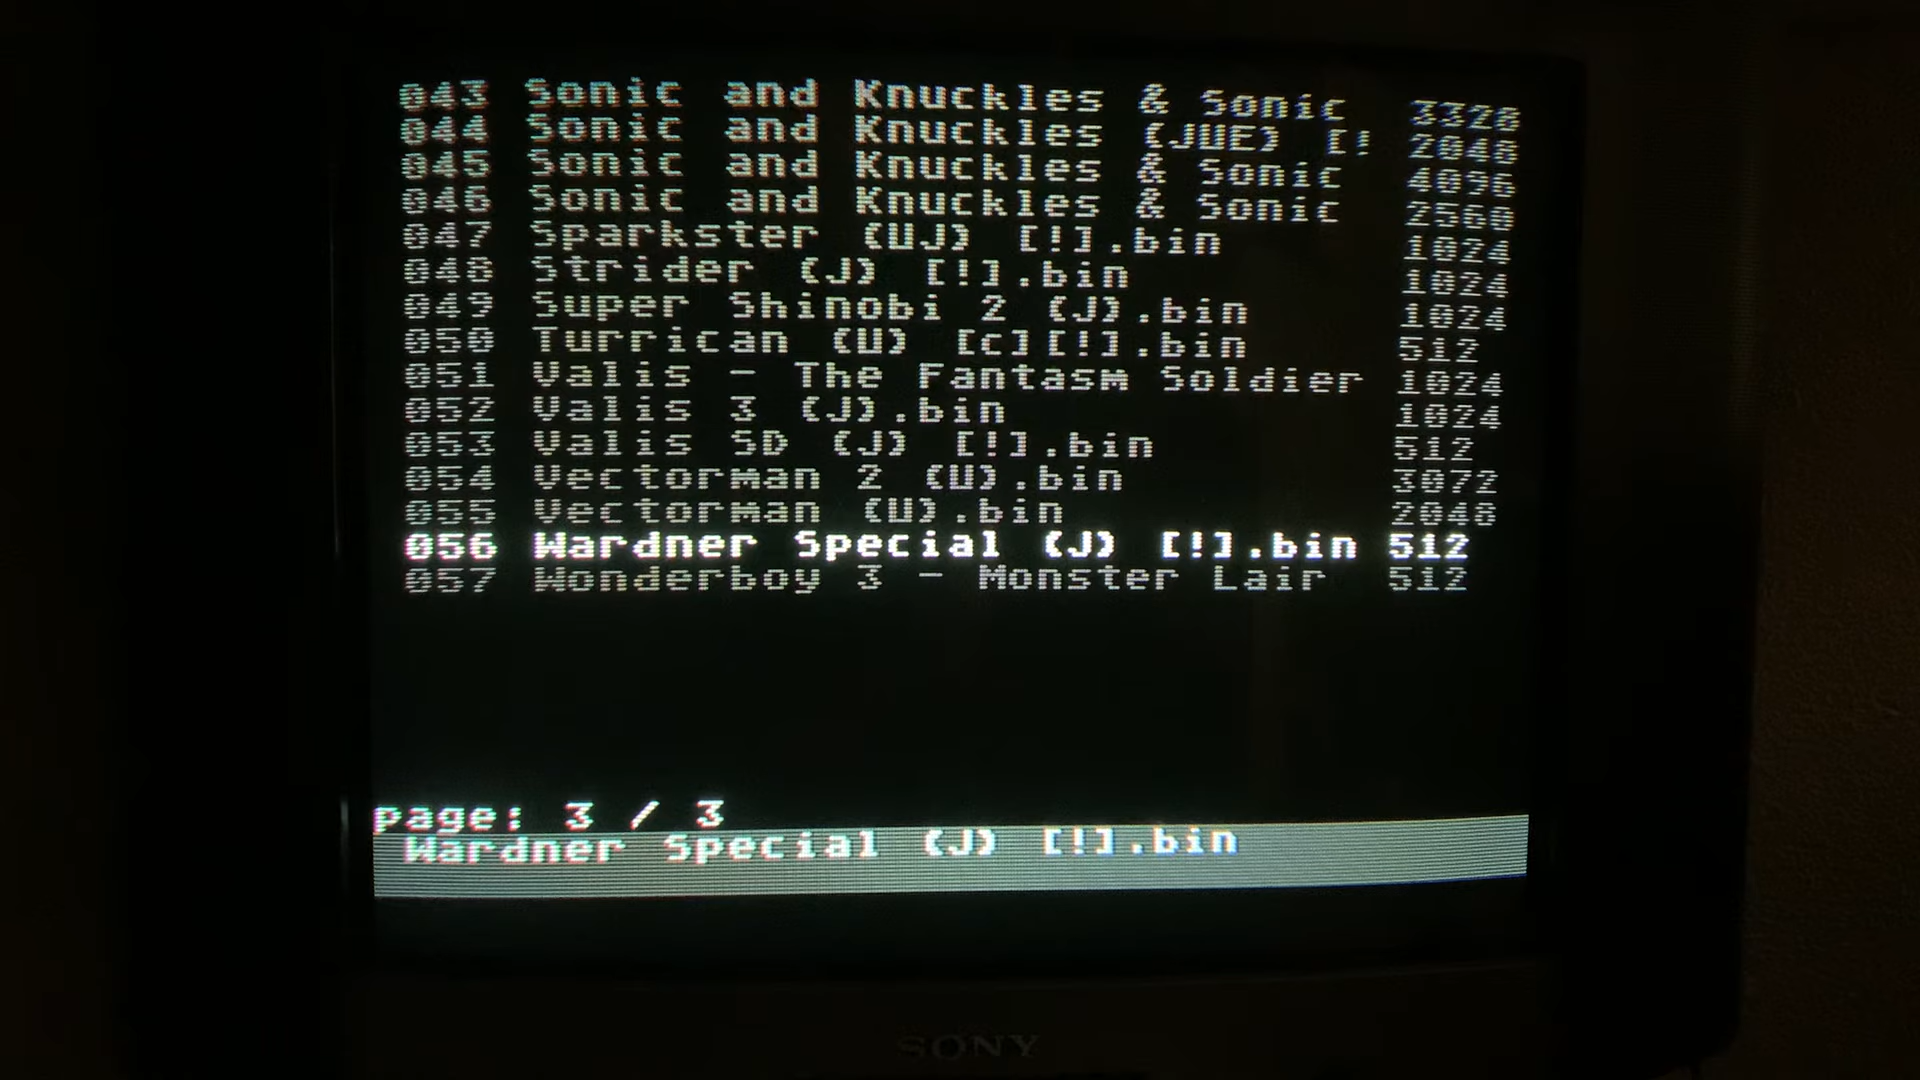 043 Sonic and Knuckles & Sonic 3328
044 Sonic and Knuckles (JUE) [! 2048
045 Sonic and Knuckles & Sonic 4096
046 Sonic and Knuckles & Sonic 2560
047 Sparkster (UJ) [!].bin 1024
048 Strider (J) [!].bin 1024
049 Super Shinobi 2 (J).bin 1024
050 Turrican (U) [c][!].bin 512
051 Valis - The Fantasm Soldier 1024
052 Valis 3 (J).bin 1024
053 Valis SD (J) [!].bin 512
054 Vectorman 2 (U).bin 3072
055 Vectorman (U).bin 2048
056 Wardner Special (J) [!].bin 512
057 Wonderboy 3 - Monster Lair 512
page: 3 / 3
Wardner Special (J) [!].bin
SONY